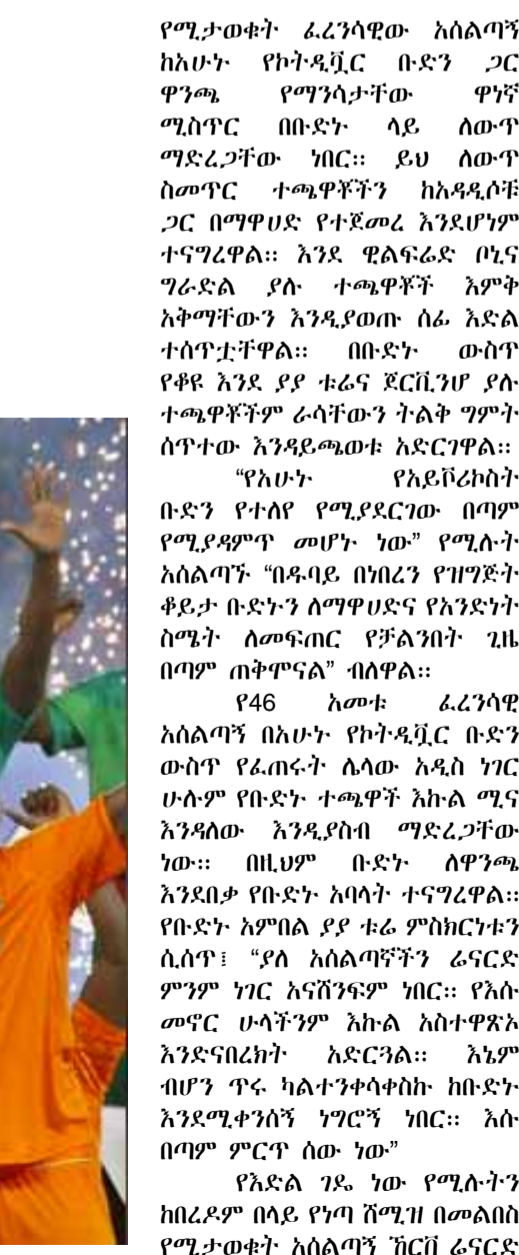 የሚታወቁት ፈረንሳዊው አሰልጣኝ
ከአሁኑ የኮትዲቯር ቡድን ጋር
ዋንጫ የማንሳታቸው ዋነኛ
ሚስጥር በቡድኑ ላይ ለውጥ
ማድረጋቸው ነበር፡፡ ይህ ለውጥ
ስመጥር ተጫዋቾችን ከአዳዲሶቹ
ጋር በማዋሀድ የተጀመረ እንደሆነም
ተናግረዋል፡፡ እንደ ዊልፍሬድ ቦኒና
ግራድል ያሉ ተጫዋቾች እምቅ
አቅማቸውን እንዲያወጡ ሰፊ እድል
ተሰጥቷቸዋል፡፡ በቡድኑ ውስጥ
የቆዩ እንደ ያያ ቱሬና ጀርቪንሆ ያሉ
ተጫዋቾችም ራሳቸውን ትልቅ ግምት
ሰጥተው እንዳይጫወቱ አድርገዋል፡፡
“የአሁኑ የአይቮሪኮስት
ቡድን የተለየ የሚያደርገው በጣም
የሚያዳምጥ መሆኑ ነው” የሚሉት
አሰልጣኙ “በዱባይ በነበረን የዝግጅት
ቆይታ ቡድኑን ለማዋሀድና የአንድነት
ስሜት ለመፍጠር የቻልንበት ጊዜ
በጣም ጠቅሞናል” ብለዋል፡፡
የ46 አመቱ ፈረንሳዊ
አሰልጣኝ በአሁኑ የኮትዲቯር ቡድን
ውስጥ የፈጠሩት ሌላው አዲስ ነገር
ሁሉም የቡድኑ ተጫዋች እኩል ሚና
እንዳለው እንዲያስብ ማድረጋቸው
ነው፡፡ በዚህም ቡድኑ ለዋንጫ
እንደበቃ የቡድኑ አባላት ተናግረዋል፡፡
የቡድኑ አምበል ያያ ቱሬ ምስክርነቱን
ሲሰጥ፤ “ያለ አሰልጣኛችን ሬናርድ
ምንም ነገር አናሸንፍም ነበር፡፡ የእሱ
መኖር ሁላችንም እኩል አስተዋጽኦ
እንድናበረክት አድርጓል፡፡ እኔም
ብሆን ጥሩ ካልተንቀሳቀስኩ ከቡድኑ
እንደሚቀንሰኝ ነግሮኝ ነበር፡፡ እሱ
በጣም ምርጥ ሰው ነው”
የእድል ገዴ ነው የሚሉትን
ከበረዶም በላይ የነጣ ሸሚዝ በመልበስ
የሚታወቁት አሰልጣኝ ኸርቨ ሬናርድ